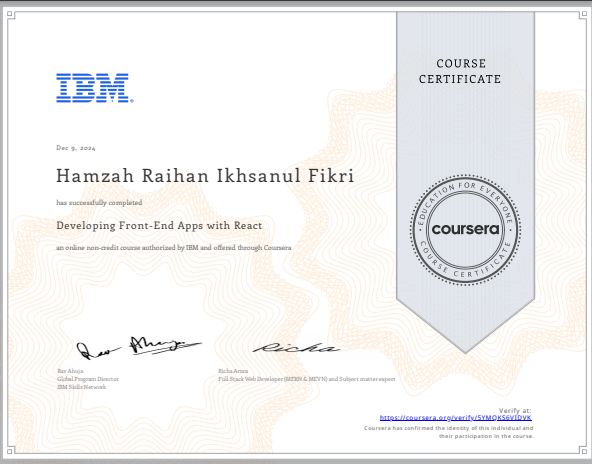 COURSE
CERTIFICATE
IBM
Dec 9, 2024
Hamzah Raihan Ikhsanul Fikri
has successfully completed
Developing Front-End Apps with React
an online non-credit course authorized by IBM and offered through Coursera
EDUCATION FOR EVERYONE
coursera
COURSE CERTIFICATE
Rav Ahuja
Global Program Director
IBM Skills Network
Richa Arora
Full Stack Web Developer (MERN & MEVN) and Subject matter expert
Verify at:
https://coursera.org/verify/5YMQKS6VIDVK
Coursera has confirmed the identity of this individual and
their participation in the course.